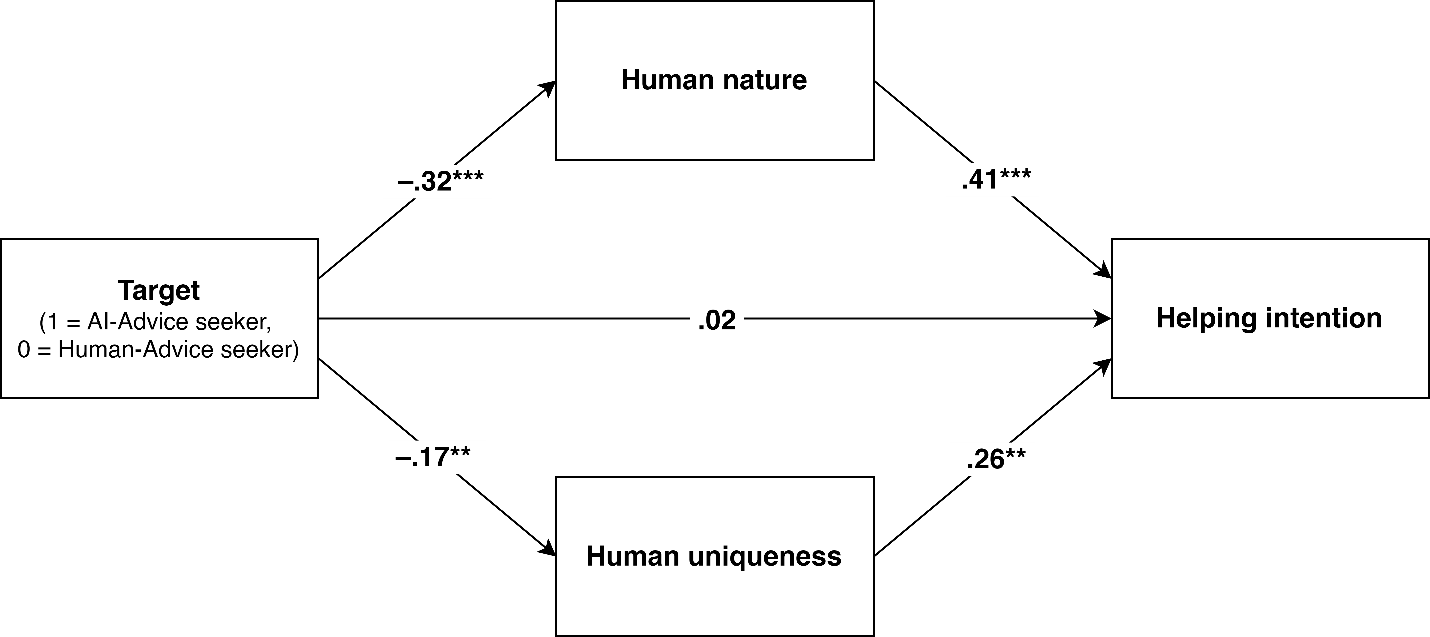 Human nature
–.32***
.41***
Target
(1 = AI-Advice seeker,
0 = Human-Advice seeker)
.02
Helping intention
–.17**
.26**
Human uniqueness